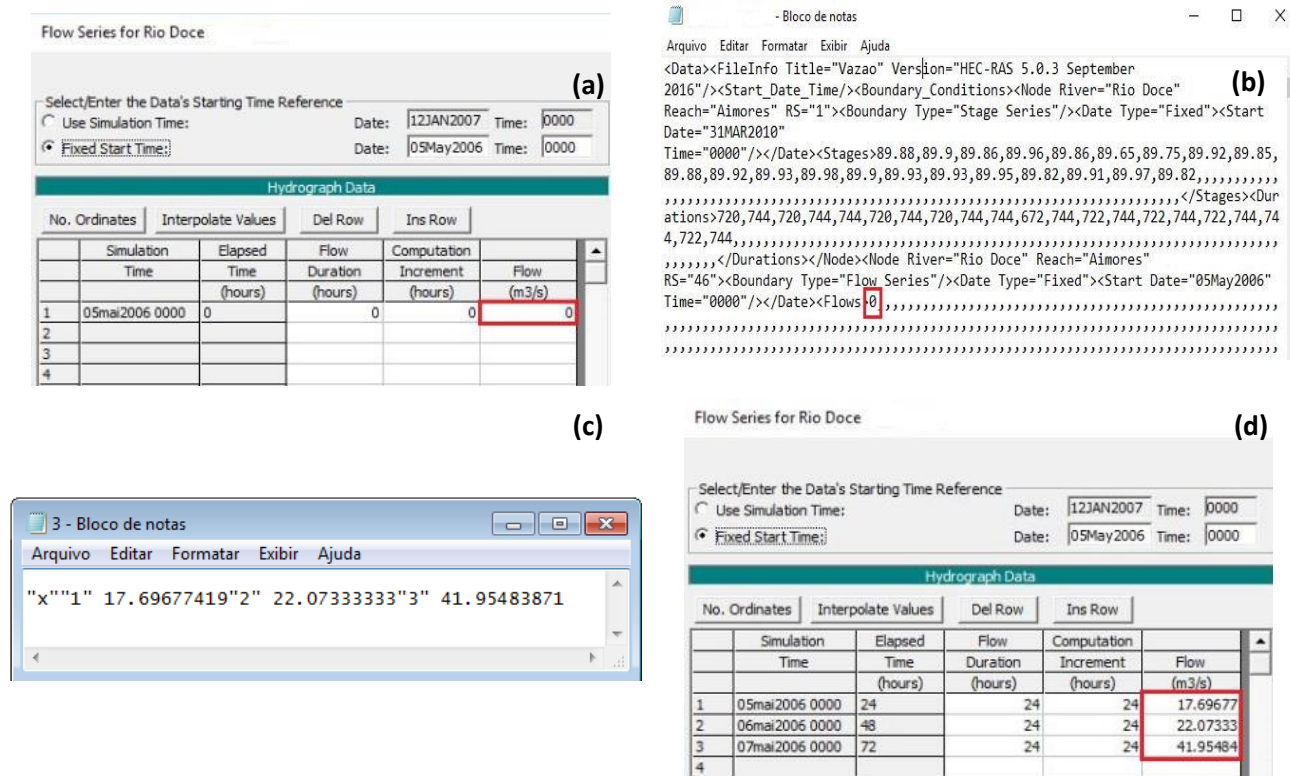 Flow Series for Rio Doce
(a)
Select/Enter the Data's Starting Time Reference
Use Simulation Time: Date: 12JAN2007 Time: 0000
Fixed Start Time: Date: 05May2006 Time: 0000
Hydrograph Data
No. Ordinates Interpolate Values Del Row Ins Row
Simulation Elapsed Flow Computation
Time Time Duration Increment Flow
(hours) (hours) (hours) (m3/s)
1 05mai2006 0000 0 0 0 0
2
3
4
- Bloco de notas
Arquivo Editar Formatar Exibir Ajuda
(b)
<Data><FileInfo Title="Vazao" Version="HEC-RAS 5.0.3 September
2016"/><Start_Date_Time/><Boundary_Conditions><Node River="Rio Doce"
Reach="Aimores" RS="1"><Boundary Type="Stage Series"/><Date Type="Fixed"><Start
Date="31MAR2010"
Time="0000"/></Date><Stages>89.88,89.9,89.86,89.96,89.86,89.65,89.75,89.92,89.85,
89.88,89.92,89.93,89.98,89.9,89.93,89.93,89.95,89.82,89.91,89.97,89.82,,,,,,,,,,,
,,,,,,,,,,,,,,,,,,,,,,,,,,,,,,,,,,,,,,,,,,,,,,,,,,,,,,,,,,,,,,,,,,,,</Stages><Dur
ations>720,744,720,744,744,720,744,720,744,744,672,744,722,744,722,744,722,744,74
4,722,744,,,,,,,,,,,,,,,,,,,,,,,,,,,,,,,,,,,,,,,,,,,,,,,,,,,,,,,,,,,,,,,,,,,,,,,,
,,,,,,,</Durations></Node><Node River="Rio Doce" Reach="Aimores"
RS="46"><Boundary Type="Flow Series"/><Date Type="Fixed"><Start Date="05May2006"
Time="0000"/></Date><Flows>0,,,,,,,,,,,,,,,,,,,,,,,,,,,,,,,,,,,,,,,,,,,,,,,,,,,,,
,,,,,,,,,,,,,,,,,,,,,,,,,,,,,,,,,,,,,,,,,,,,,,,,,,,,,,,,,,,,,,,,,,,,,,,,,,,,,,,,,
,,,,,,,,,,,,,,,,,,,,,,,,,,,,,,,,,,,,,,,,,,,,,,,,,,,,,,,,,,,,,,,,,,,,,,,,,,,,,,,,,
(c)
3 - Bloco de notas
Arquivo Editar Formatar Exibir Ajuda
"x""1" 17.69677419"2" 22.07333333"3" 41.95483871
Flow Series for Rio Doce
(d)
Select/Enter the Data's Starting Time Reference
Use Simulation Time: Date: 12JAN2007 Time: 0000
Fixed Start Time: Date: 05May2006 Time: 0000
Hydrograph Data
No. Ordinates Interpolate Values Del Row Ins Row
Simulation Elapsed Flow Computation
Time Time Duration Increment Flow
(hours) (hours) (hours) (m3/s)
1 05mai2006 0000 24 24 24 17.69677
2 06mai2006 0000 48 24 24 22.07333
3 07mai2006 0000 72 24 24 41.95484
4